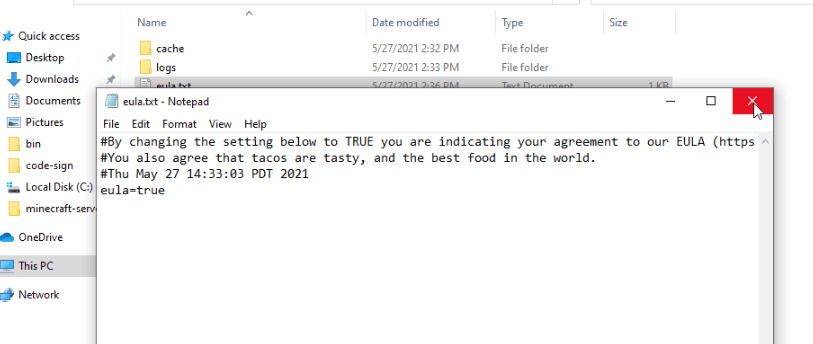 Name Date modified Type Size
Quick access
cache 5/27/2021 2:32 PM File folder
Desktop
logs 5/27/2021 2:33 PM File folder
Downloads
eula.txt 5/27/2021 2:36 PM Text Document 1 KB
Documents
Pictures
bin
code-sign
Local Disk (C:)
minecraft-serve
OneDrive
This PC
Network
eula.txt - Notepad
File Edit Format View Help
#By changing the setting below to TRUE you are indicating your agreement to our EULA (https
#You also agree that tacos are tasty, and the best food in the world.
#Thu May 27 14:33:03 PDT 2021
eula=true